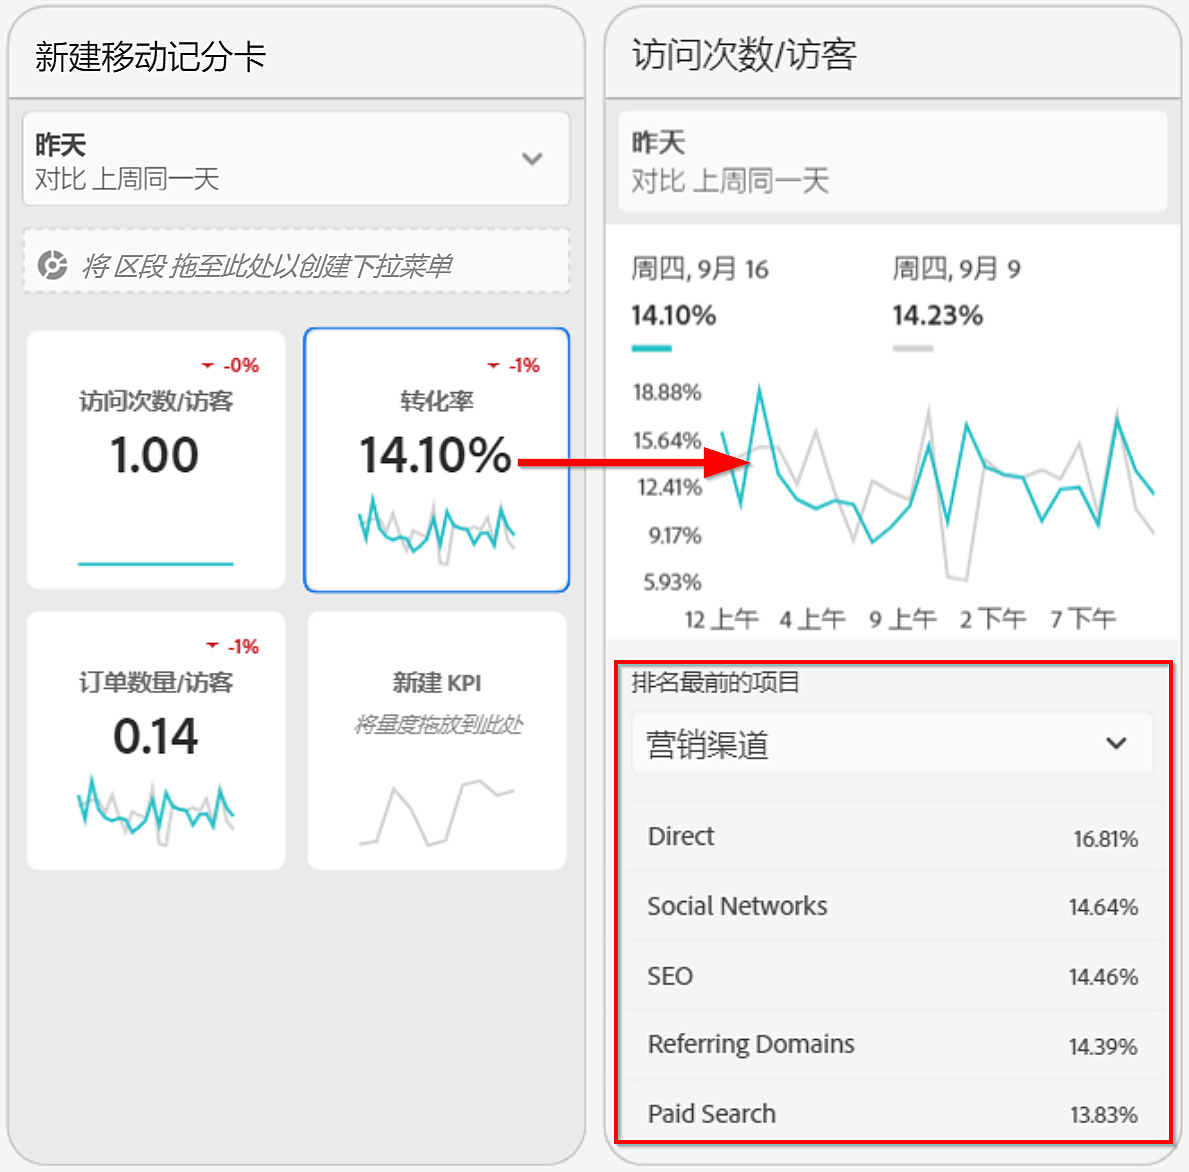 新建移动记分卡
昨天
对比 上周同一天
将 区段 拖至此处以创建下拉菜单
-0%
访问次数/访客
1.00
-1%
转化率
14.10%
-1%
订单数量/访客
0.14
新建 KPI
将量度拖放到此处
访问次数/访客
昨天
对比 上周同一天
周四, 9月 16
14.10%
周四, 9月 9
14.23%
18.88%
15.64%
12.41%
9.17%
5.93%
12 上午 4 上午 9 上午 2 下午 7 下午
排名最前的项目
营销渠道
Direct 16.81%
Social Networks 14.64%
SEO 14.46%
Referring Domains 14.39%
Paid Search 13.83%